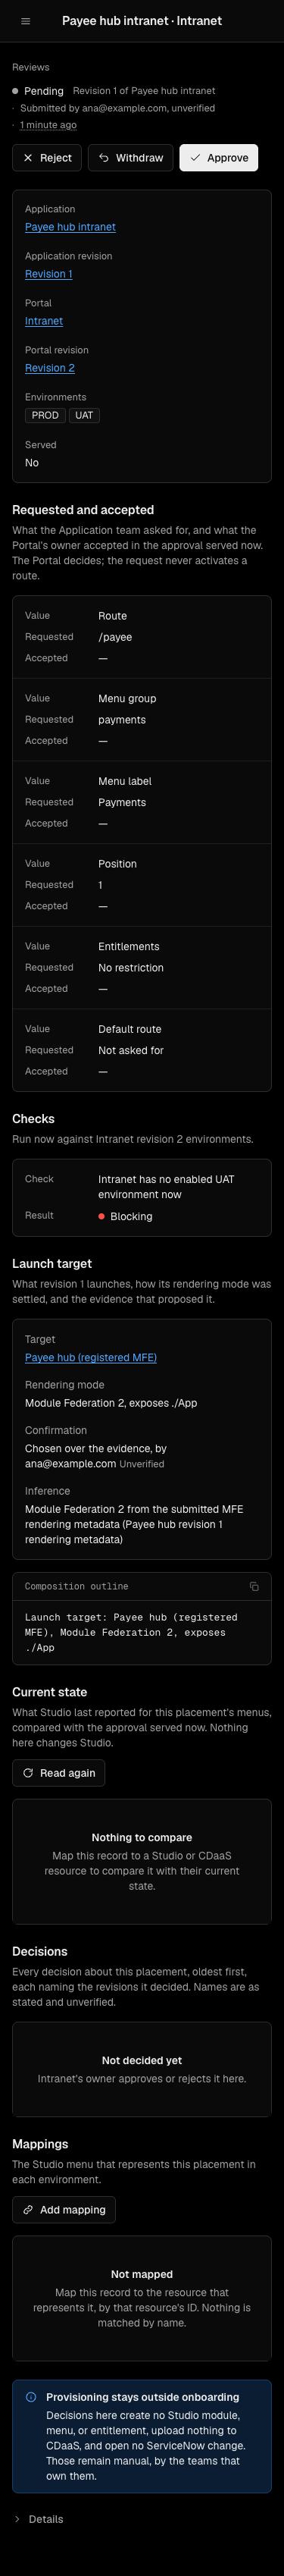 Payee hub intranet · Intranet
Reviews
Pending Revision 1 of Payee hub intranet
· Submitted by ana@example.com, unverified
· 1 minute ago
Reject Withdraw Approve
Application
Payee hub intranet
Application revision
Revision 1
Portal
Intranet
Portal revision
Revision 2
Environments
PROD UAT
Served
No
Requested and accepted
What the Application team asked for, and what the
Portal's owner accepted in the approval served now.
The Portal decides; the request never activates a
route.
Value Route
Requested /payee
Accepted —
Value Menu group
Requested payments
Accepted —
Value Menu label
Requested Payments
Accepted —
Value Position
Requested 1
Accepted —
Value Entitlements
Requested No restriction
Accepted —
Value Default route
Requested Not asked for
Accepted —
Checks
Run now against Intranet revision 2 environments.
Check Intranet has no enabled UAT
environment now
Result Blocking
Launch target
What revision 1 launches, how its rendering mode was
settled, and the evidence that proposed it.
Target
Payee hub (registered MFE)
Rendering mode
Module Federation 2, exposes ./App
Confirmation
Chosen over the evidence, by
ana@example.com Unverified
Inference
Module Federation 2 from the submitted MFE
rendering metadata (Payee hub revision 1
rendering metadata)
Composition outline
Launch target: Payee hub (registered
MFE), Module Federation 2, exposes
./App
Current state
What Studio last reported for this placement's menus,
compared with the approval served now. Nothing
here changes Studio.
Read again
Nothing to compare
Map this record to a Studio or CDaaS
resource to compare it with their current
state.
Decisions
Every decision about this placement, oldest first,
each naming the revisions it decided. Names are as
stated and unverified.
Not decided yet
Intranet's owner approves or rejects it here.
Mappings
The Studio menu that represents this placement in
each environment.
Add mapping
Not mapped
Map this record to the resource that
represents it, by that resource's ID. Nothing is
matched by name.
Provisioning stays outside onboarding
Decisions here create no Studio module,
menu, or entitlement, upload nothing to
CDaaS, and open no ServiceNow change.
Those remain manual, by the teams that
own them.
Details